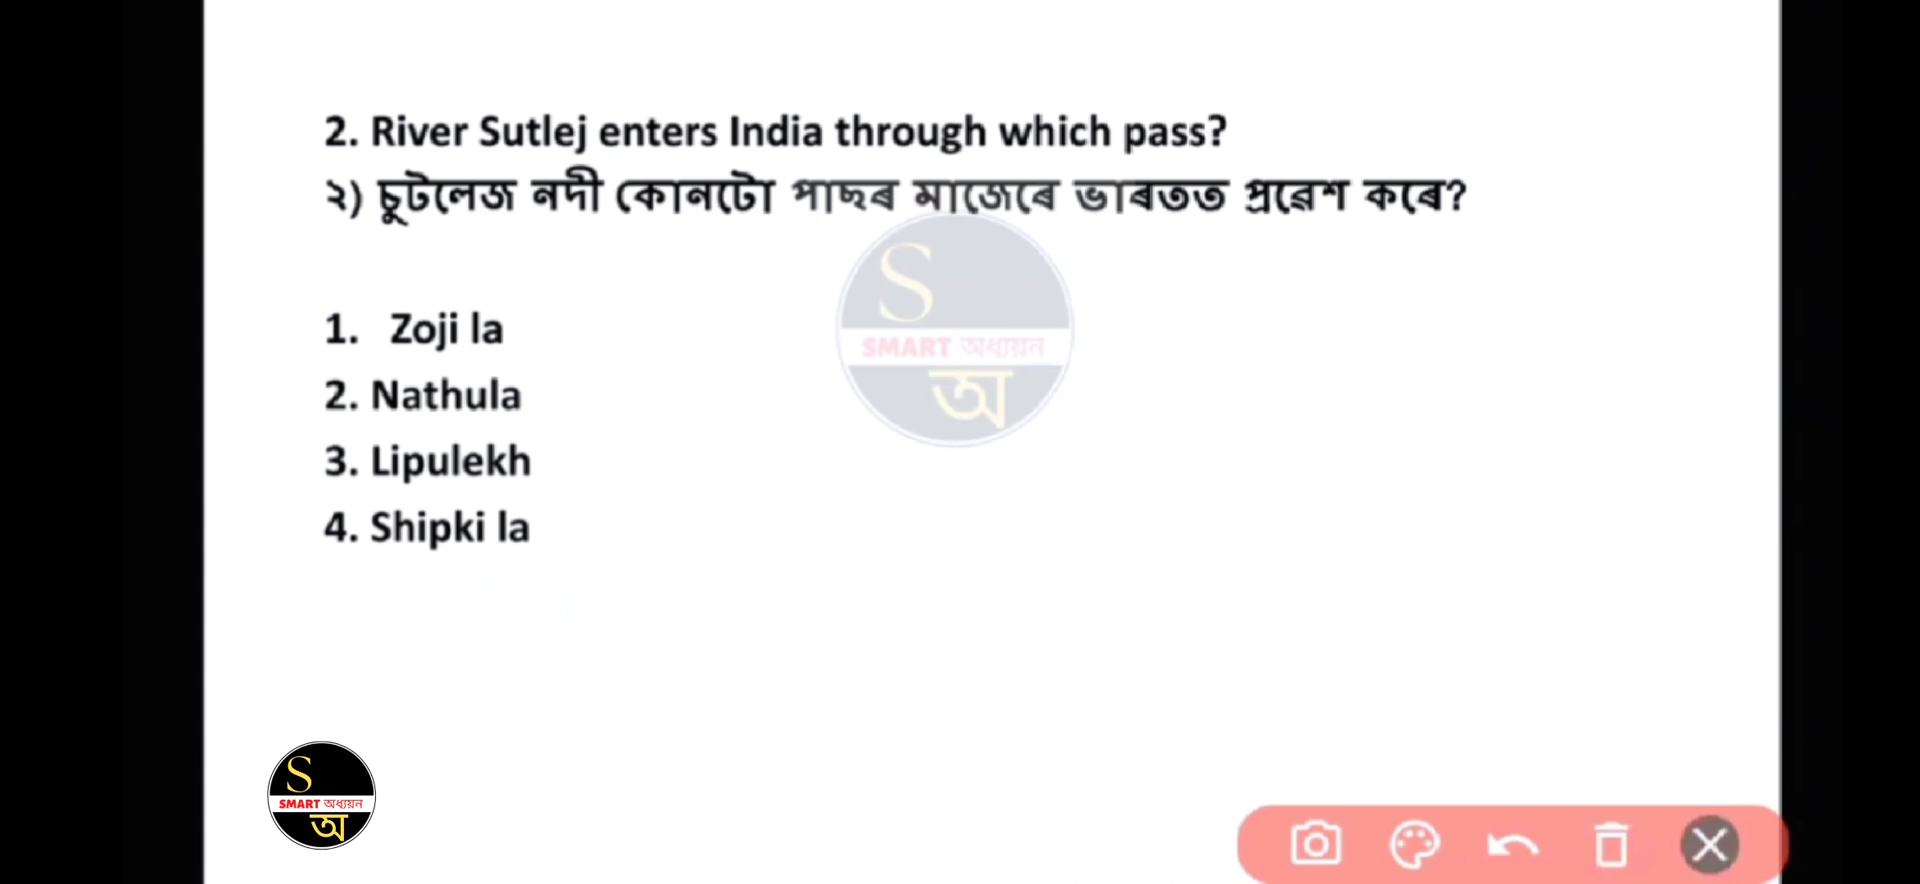 2. River Sutlej enters India through which pass?
২) চুটলেজ নদী কোনটো পাছৰ মাজেৰে ভাৰতত প্ৰৱেশ কৰে?
S
SMART অধ্যয়ন
অ
1. Zoji la
2. Nathula
3. Lipulekh
4. Shipki la
S
SMART অধ্যয়ন
অ